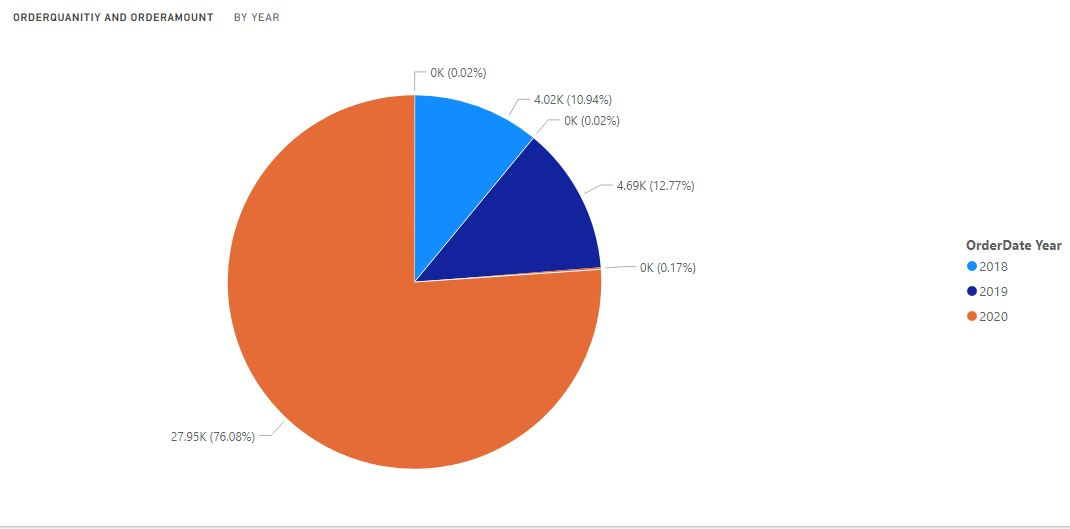 ORDERQUANITIY AND ORDERAMOUNT BY YEAR
0K (0.02%)
4.02K (10.94%)
0K (0.02%)
4.69K (12.77%)
OrderDate Year
2018
0K (0.17%)
2019
2020
27.95K (76.08%)